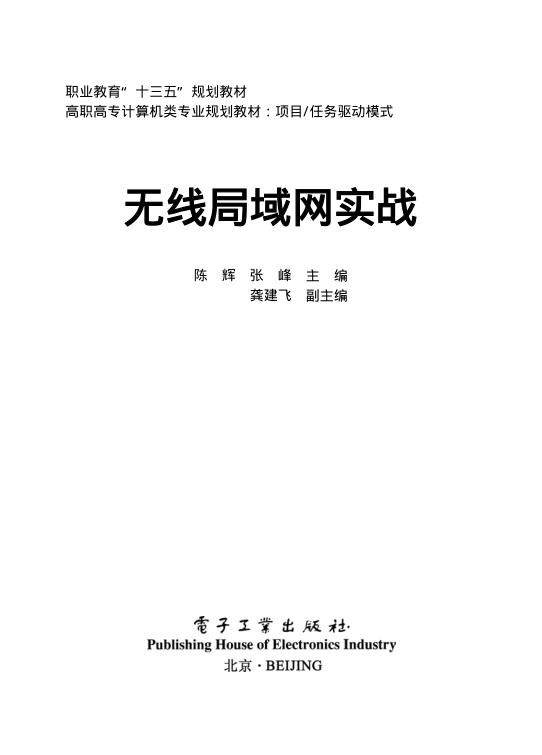 职业教育“十三五”规划教材
高职高专计算机类专业规划教材：项目/任务驱动模式
无线局域网实战
陈 辉 张 峰 主 编
龚建飞 副主编
電子工業出版社·
Publishing House of Electronics Industry
北京·BEIJING